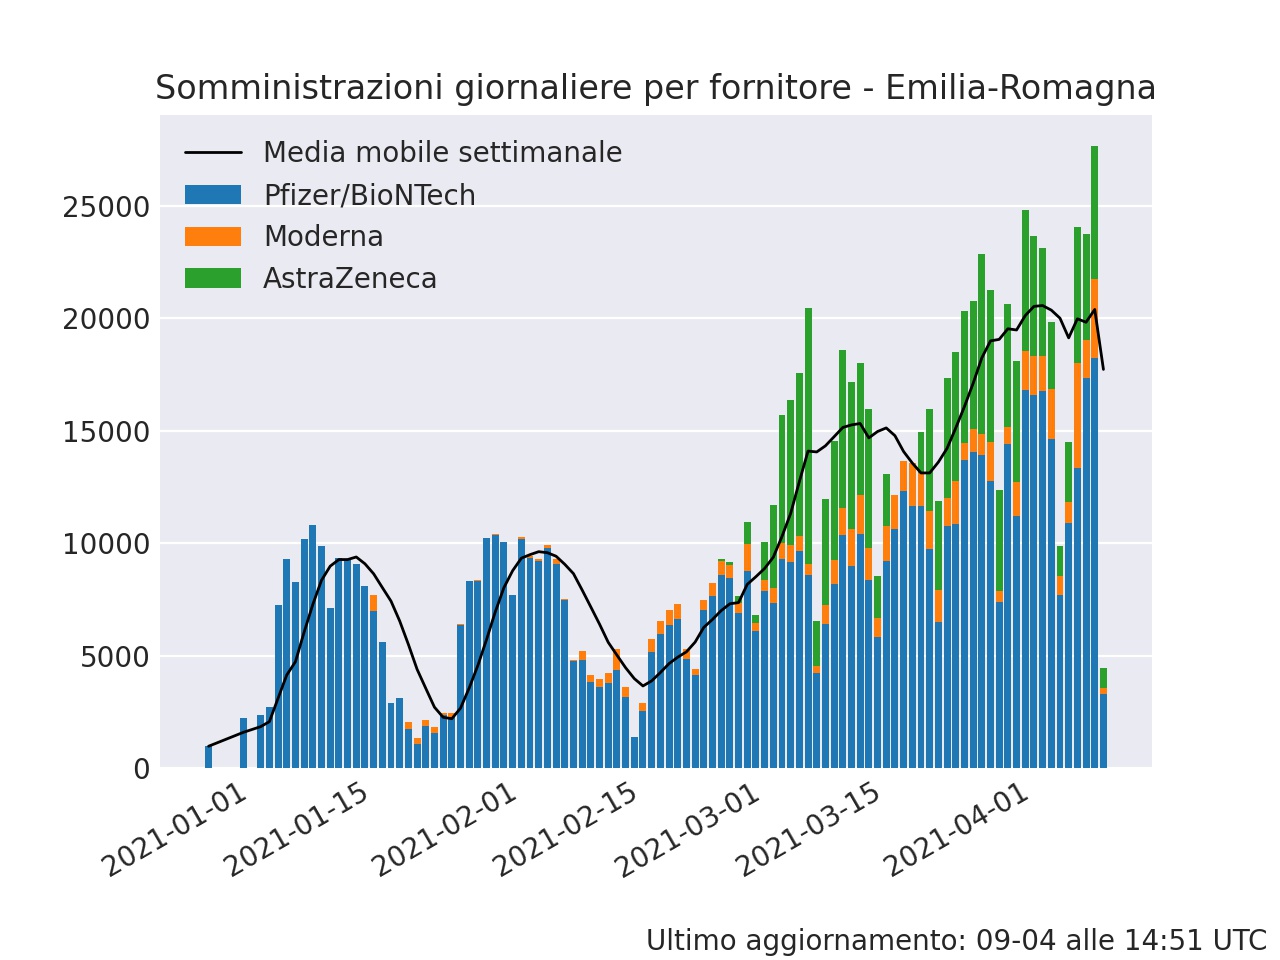 Somministrazioni giornaliere per fornitore - Emilia-Romagna
Media mobile settimanale
Pfizer/BioNTech
Moderna
AstraZeneca
25000
20000
15000
10000
5000
0
2021-01-01
2021-01-15
2021-02-01
2021-02-15
2021-03-01
2021-03-15
2021-04-01
Ultimo aggiornamento: 09-04 alle 14:51 UTC